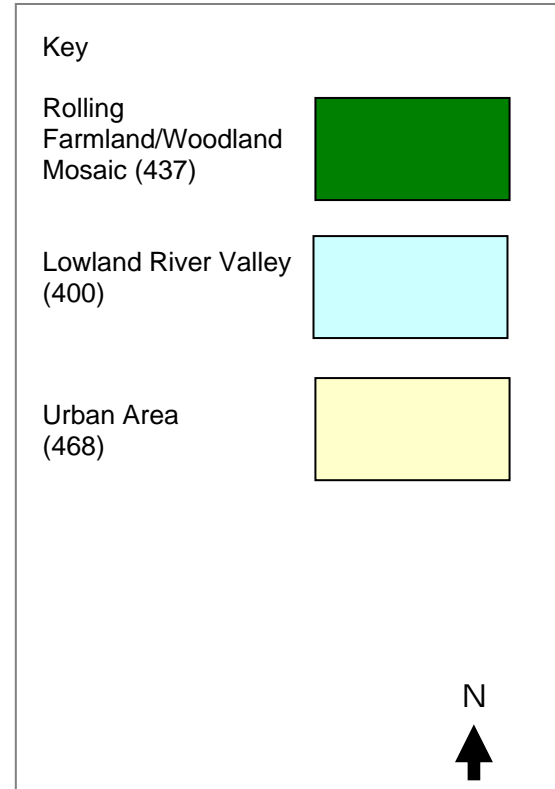 Key
Rolling
Farmland/Woodland
Mosaic (437)
Lowland River Valley
(400)
Urban Area
(468)
N